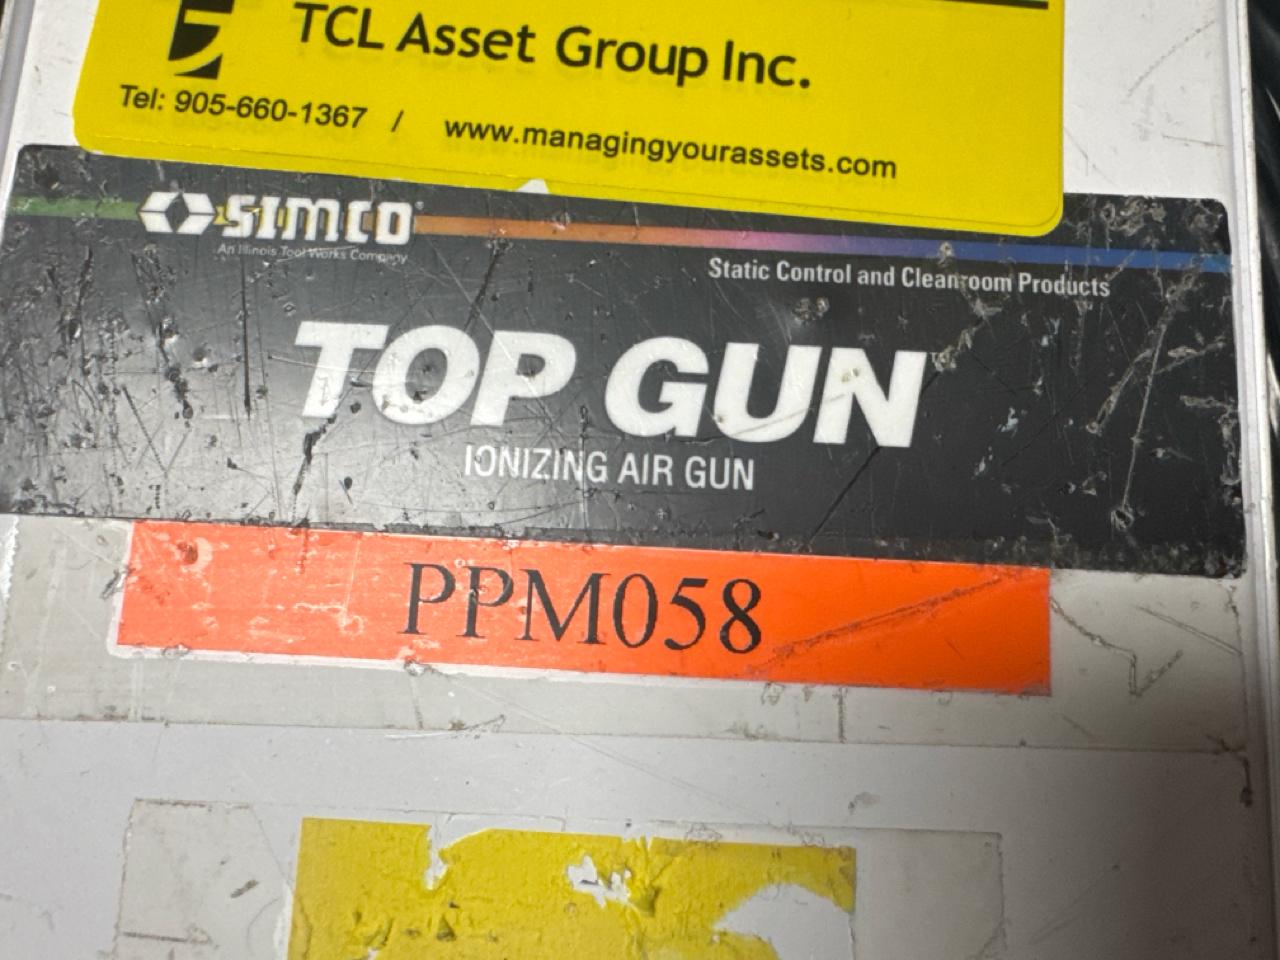 TCL Asset Group Inc.
Tel: 905-660-1367 / www.managingyourassets.com
SIMCO®
An Illinois Tool Works Company
Static Control and Cleanroom Products
TOP GUN™
IONIZING AIR GUN
PPM058